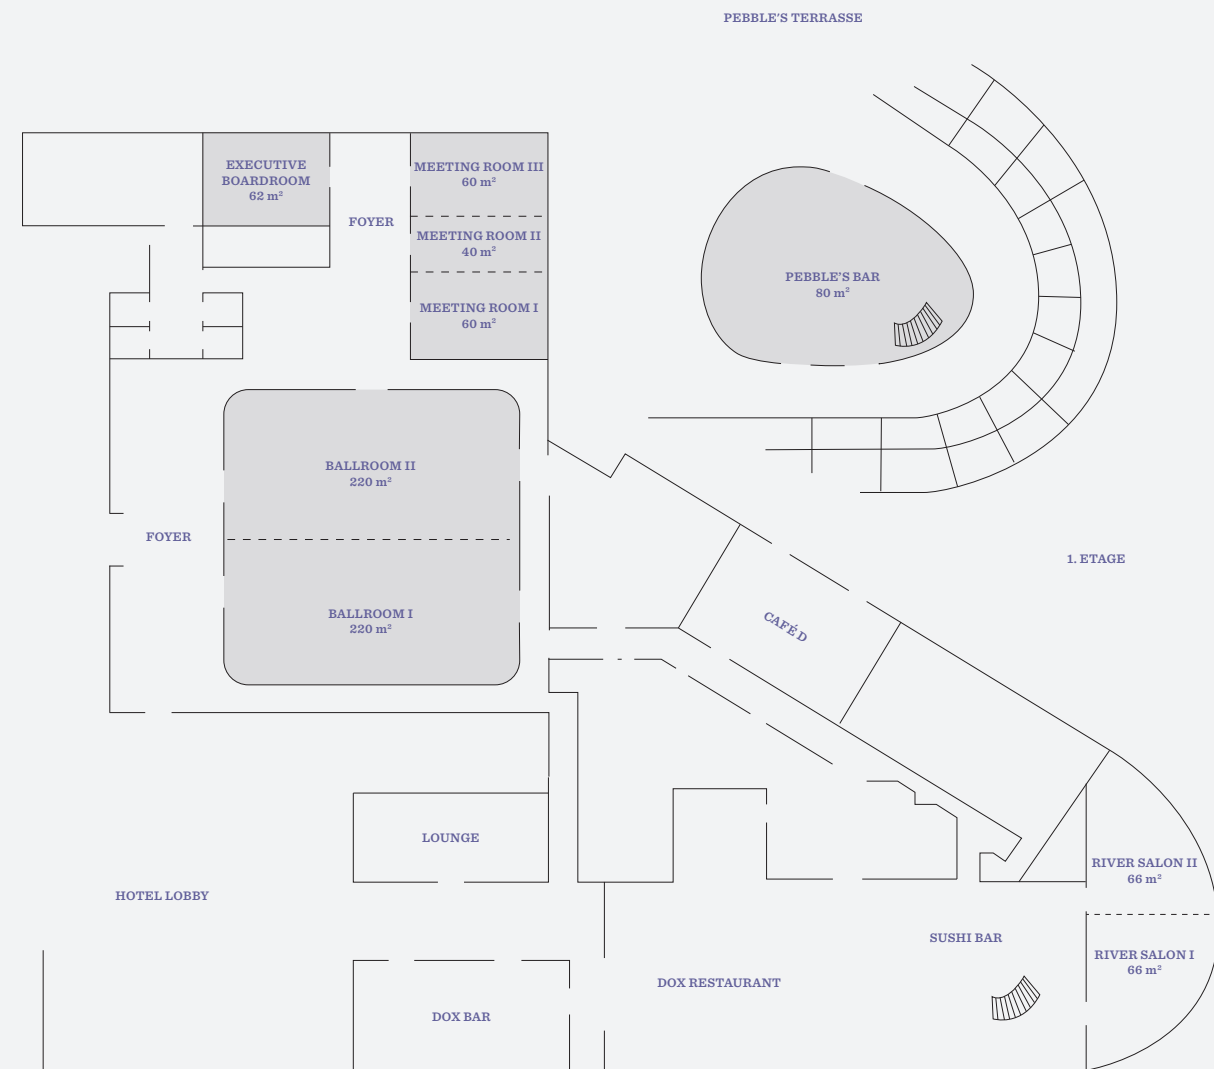 PEBBLE'S TERRASSE
EXECUTIVE
BOARDROOM
62 m²
FOYER
MEETING ROOM III
60 m²
MEETING ROOM II
40 m²
MEETING ROOM I
60 m²
PEBBLE'S BAR
80 m²
BALLROOM II
220 m²
FOYER
BALLROOM I
220 m²
1. ETAGE
CAFÉ D
LOUNGE
HOTEL LOBBY
RIVER SALON II
66 m²
SUSHI BAR
RIVER SALON I
66 m²
DOX RESTAURANT
DOX BAR